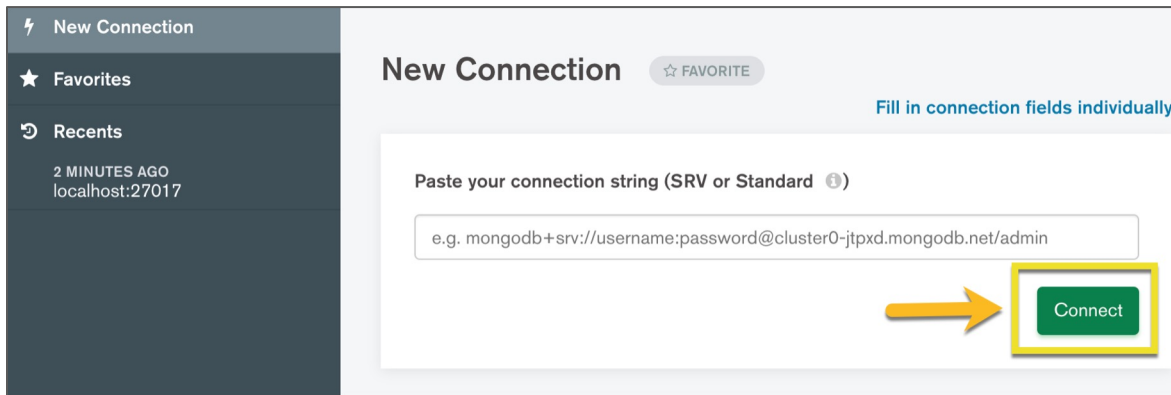 New Connection
Favorites
Recents
2 MINUTES AGO
localhost:27017
New Connection
FAVORITE
Fill in connection fields individually
Paste your connection string (SRV or Standard i)
e.g. mongodb+srv://username:password@cluster0-jtpxd.mongodb.net/admin
Connect